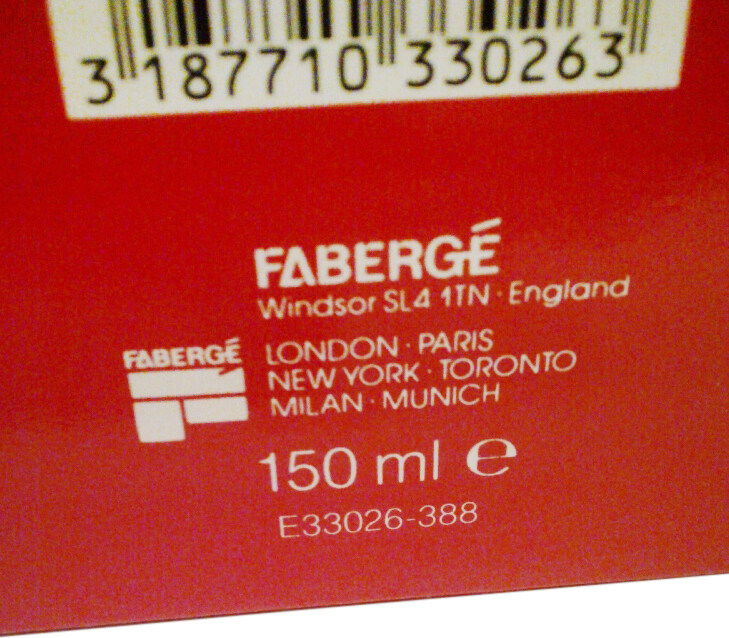 3 187710 330263
FABERGÉ
Windsor SL4 1TN · England
FABERGÉ
LONDON · PARIS
NEW YORK · TORONTO
MILAN · MUNICH
150 ml ℮
E33026-388